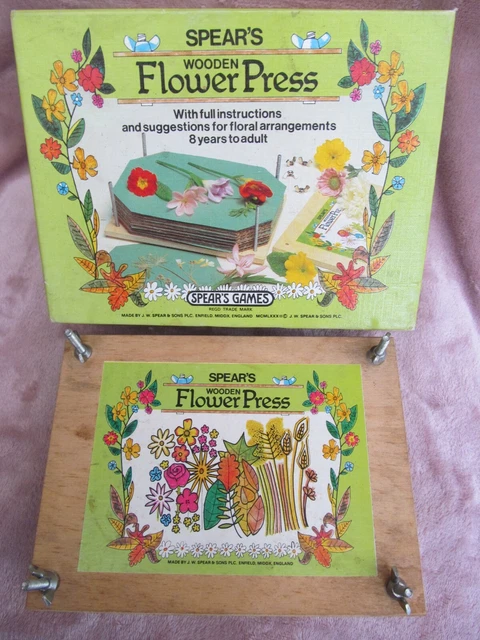 SPEAR'S
WOODEN
Flower Press
With full instructions
and suggestions for floral arrangements
8 years to adult
SPEAR'S GAMES
REGD. TRADE MARK
MADE BY J. W. SPEAR & SONS PLC. ENFIELD, MIDDX, ENGLAND
SPEAR'S
WOODEN
Flower Press
MADE BY J. W. SPEAR & SONS PLC, ENFIELD, MIDDX, ENGLAND